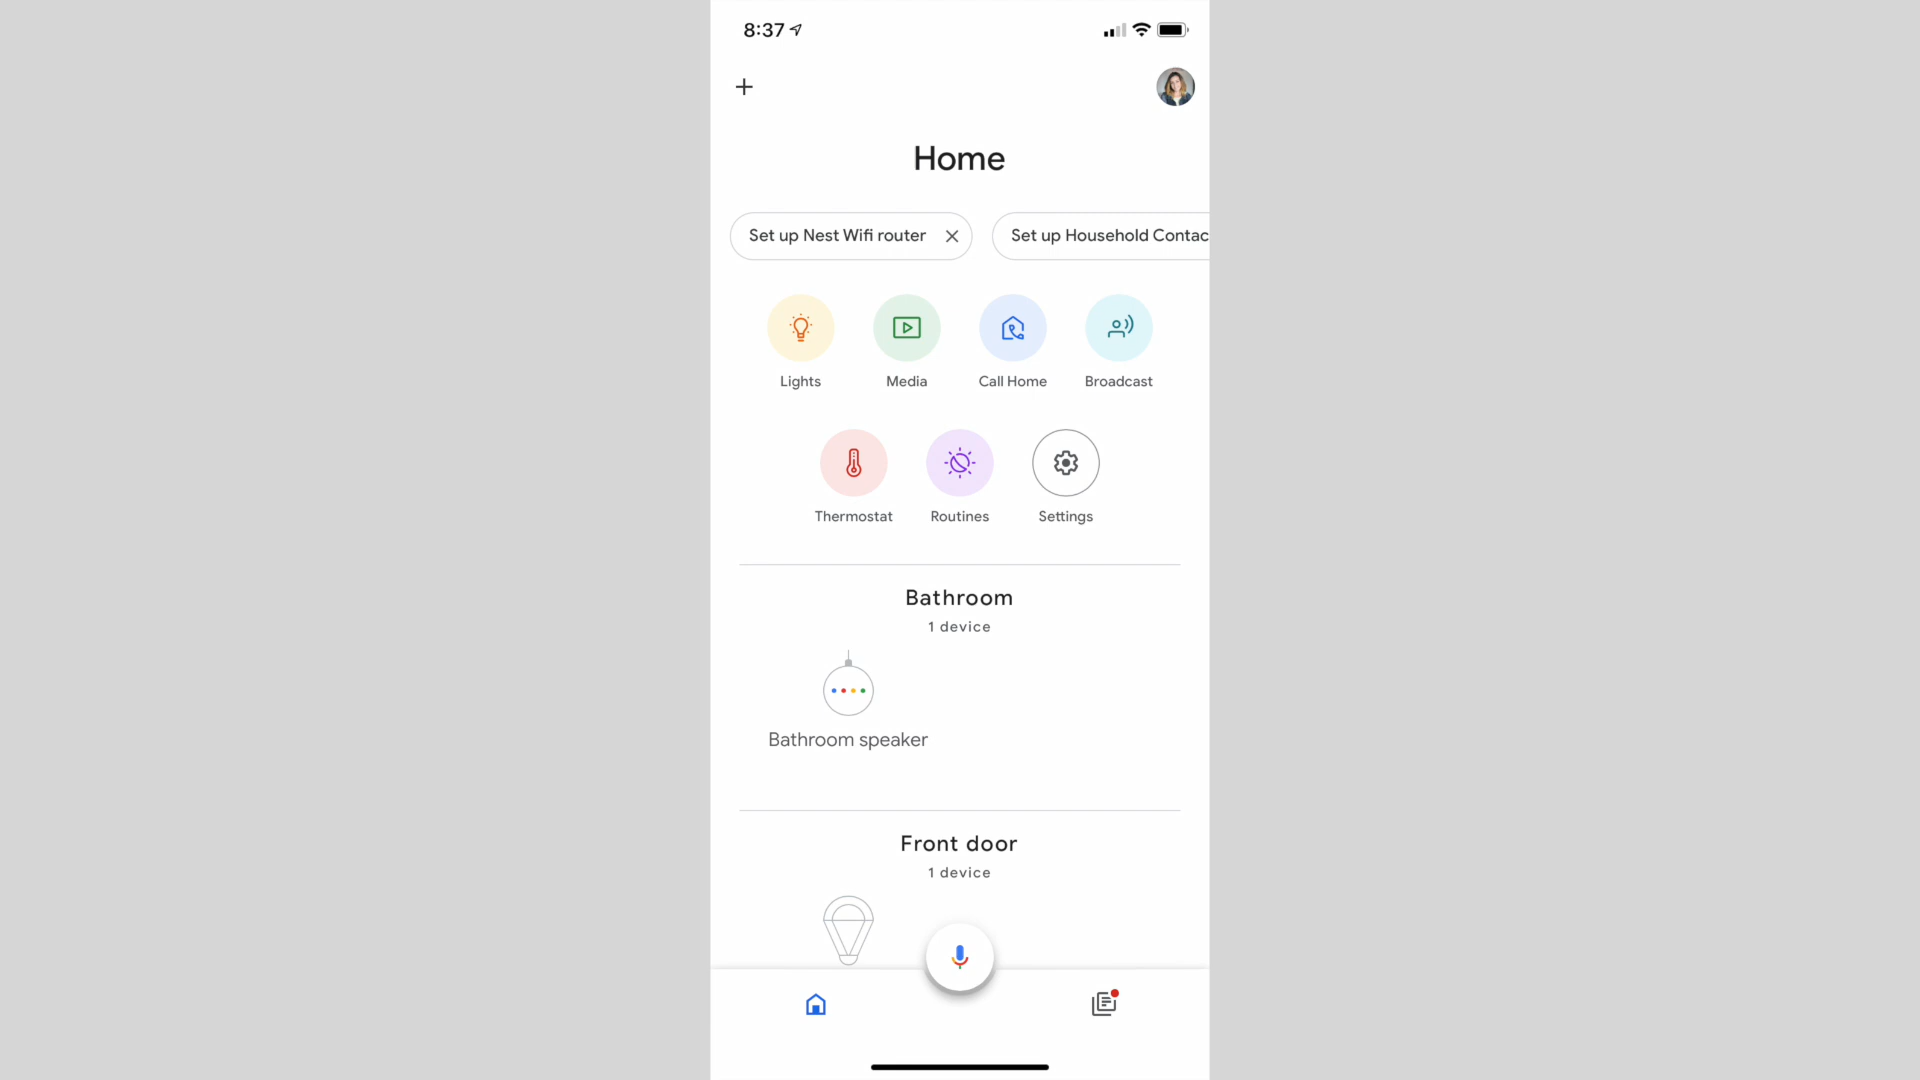 8:37
Home
Set up Nest Wifi router
Set up Household Contac
Lights
Media
Call Home
Broadcast
Thermostat
Routines
Settings
Bathroom
1 device
Bathroom speaker
Front door
1 device